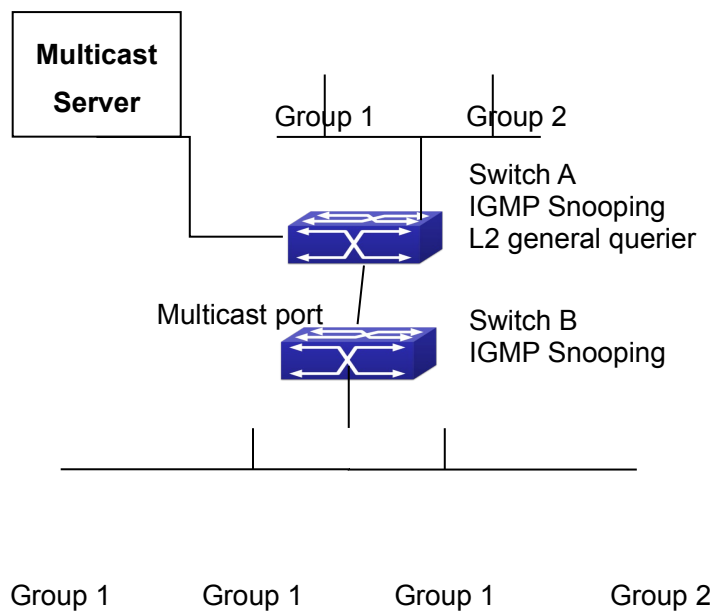 Multicast
Server
Group 1
Group 2
Switch A
IGMP Snooping
L2 general querier
Multicast port
Switch B
IGMP Snooping
Group 1
Group 1
Group 1
Group 2